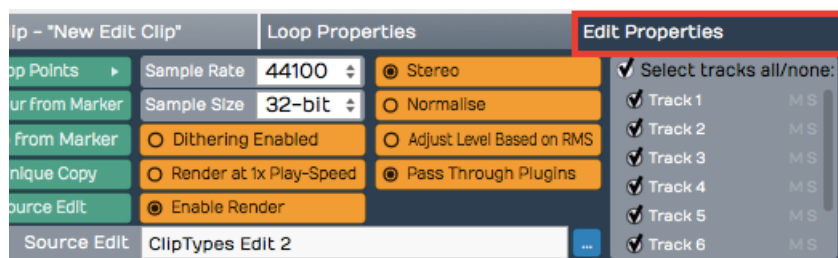 ip - "New Edit Clip" Loop Properties Edit Properties
op Points Sample Rate 44100 Stereo Select tracks all/none:
ur from Marker Sample Size 32-bit Normalise Track 1 M S
from Marker Dithering Enabled Adjust Level Based on RMS Track 2 M S
nique Copy Render at 1x Play-Speed Pass Through Plugins Track 3 M S
ource Edit Enable Render Track 4 M S
Track 5 M S
Source Edit ClipTypes Edit 2 ... Track 6 M S